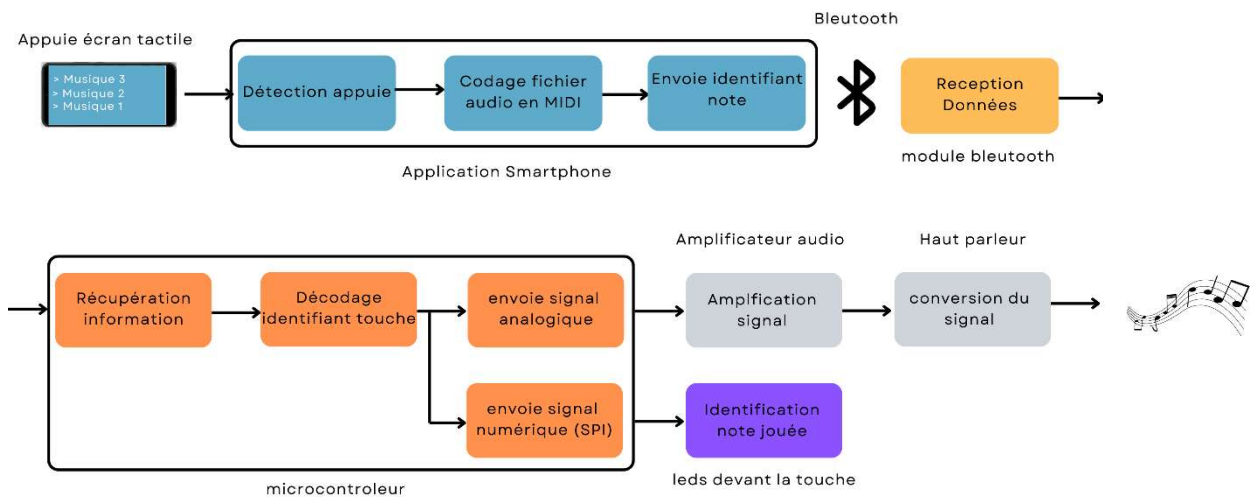 Appuie écran tactile
> Musique 3
> Musique 2
> Musique 1
Détection appuie
Codage fichier
audio en MIDI
Envoie identifiant
note
Application Smartphone
Bleutooth
Reception
Données
module bleutooth
Récupération
information
Décodage
identifiant touche
envoie signal
analogique
envoie signal
numérique (SPI)
microcontroleur
Amplificateur audio
Amplfication
signal
Haut parleur
conversion du
signal
Identification
note jouée
leds devant la touche